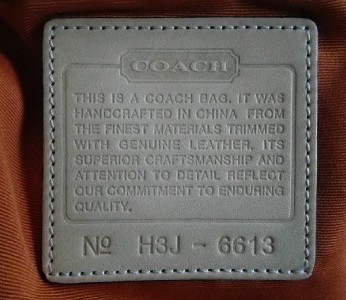 COACH
THIS IS A COACH BAG. IT WAS
HANDCRAFTED IN CHINA FROM
THE FINEST MATERIALS TRIMMED
WITH GENUINE LEATHER. ITS
SUPERIOR CRAFTSMANSHIP AND
ATTENTION TO DETAIL REFLECT
OUR COMMITMENT TO ENDURING
QUALITY.
Nº H3J - 6613